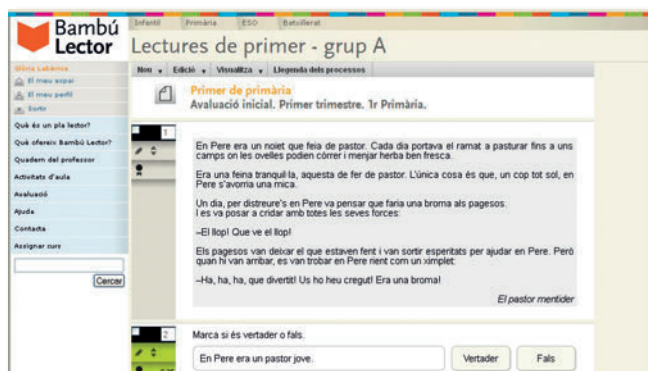 Bambú
Lector
Infantil Primària ESO Batxillerat
Lectures de primer - grup A
Glòria Labèrnia
El meu espai
El meu perfil
Sortir
Què és un pla lector?
Què ofereix Bambú Lector?
Quadern del professor
Activitats d'aula
Avaluació
Ajuda
Contacta
Assignar curs
Cercar
Nou Edició Visualitza Llegenda dels processos
Primer de primària
Avaluació inicial. Primer trimestre. 1r Primària.
1
En Pere era un noiet que feia de pastor. Cada dia portava el ramat a pasturar fins a uns
camps on les ovelles podien córrer i menjar herba ben fresca.
Era una feina tranquil·la, aquesta de fer de pastor. L'única cosa és que, un cop tot sol, en
Pere s'avorria una mica.
Un dia, per distreure's en Pere va pensar que faria una broma als pagesos.
I es va posar a cridar amb totes les seves forces:
–El llop! Que ve el llop!
Els pagesos van deixar el que estaven fent i van sortir esperitats per ajudar en Pere. Però
quan hi van arribar, es van trobar en Pere rient com un ximplet:
–Ha, ha, ha, que divertit! Us ho heu cregut! Era una broma!
El pastor mentider
2
Marca si és vertader o fals.
En Pere era un pastor jove.
Vertader
Fals